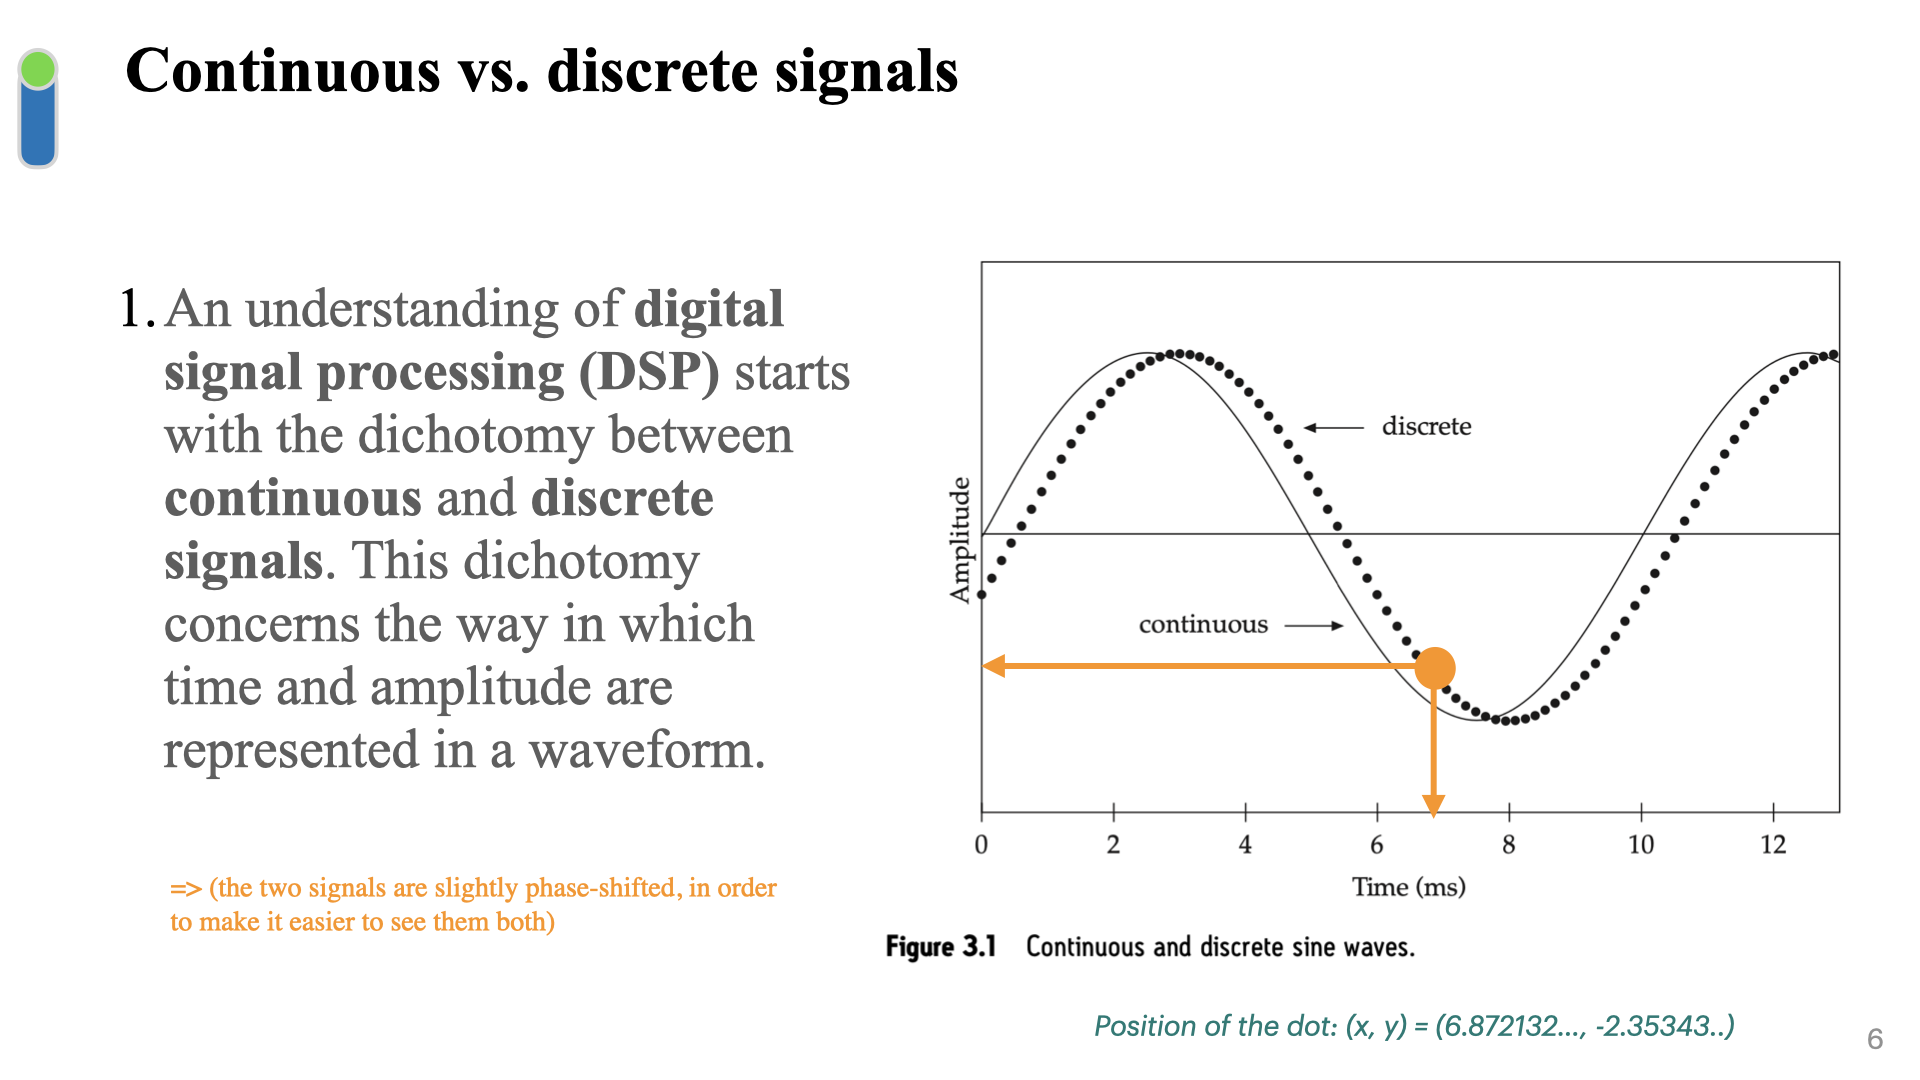 Continuous vs. discrete signals
1. An understanding of digital
signal processing (DSP) starts
with the dichotomy between
continuous and discrete
signals. This dichotomy
concerns the way in which
time and amplitude are
represented in a waveform.
=> (the two signals are slightly phase-shifted, in order
to make it easier to see them both)
Amplitude
discrete
continuous
0 2 4 6 8 10 12
Time (ms)
Figure 3.1 Continuous and discrete sine waves.
Position of the dot: (x, y) = (6.872132..., -2.35343..)
6